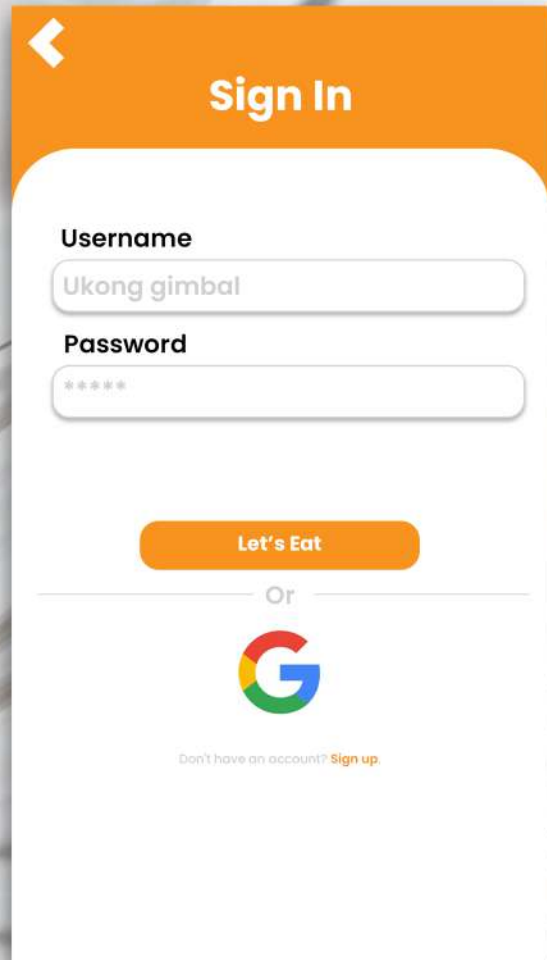 Sign In
Username
Ukong gimbal
Password
*****
Let's Eat
Or
Don't have an account? Sign up.